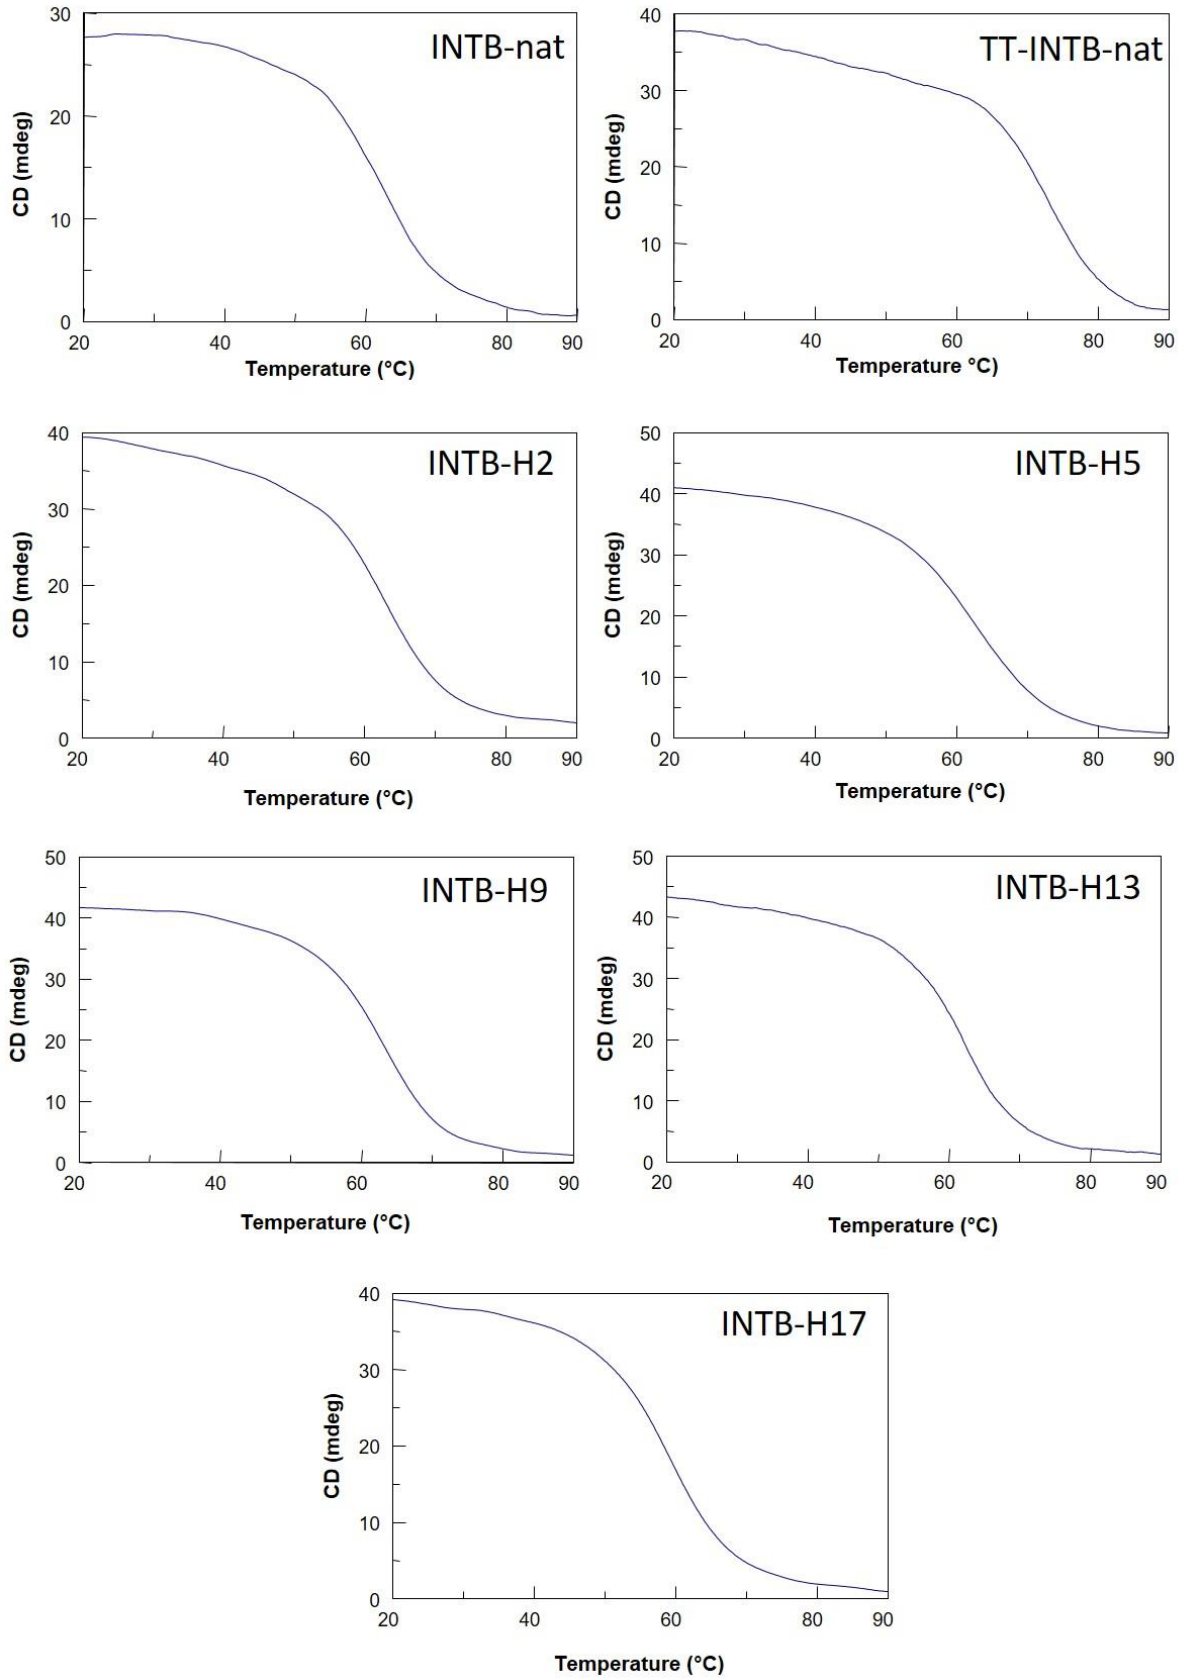 INTB-nat
30
20
10
0
CD (mdeg)
20 40 60 80 90
Temperature (°C)
TT-INTB-nat
40
30
20
10
0
CD (mdeg)
20 40 60 80 90
Temperature °C)
INTB-H2
40
30
20
10
0
CD (mdeg)
20 40 60 80 90
Temperature (°C)
INTB-H5
50
40
30
20
10
0
CD (mdeg)
20 40 60 80 90
Temperature (°C)
INTB-H9
50
40
30
20
10
0
CD (mdeg)
20 40 60 80 90
Temperature (°C)
INTB-H13
50
40
30
20
10
0
CD (mdeg)
20 40 60 80 90
Temperature (°C)
INTB-H17
40
30
20
10
0
CD (mdeg)
20 40 60 80 90
Temperature (°C)